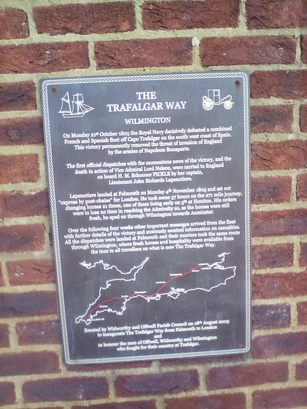 THE
TRAFALGAR WAY
WILMINGTON
On Monday 21st October 1805, the Royal Navy decisively defeated a combined
French and Spanish fleet off Cape Trafalgar on the south west coast of Spain.
This victory permanently removed the threat of invasion of England
by the armies of Napoleon Bonaparte.
The first official dispatches with the momentous news of the victory, and the
death in action of Vice Admiral Lord Nelson, were carried to England
on board H. M. Schooner PICKLE by her captain,
Lieutenant John Richards Lapenotiere.
Lapenotiere landed at Falmouth on Monday 4th November 1805 and set out
"express by post-chaise" for London. He took some 37 hours on the 271 mile journey,
changing horses 21 times, one of those being early on 5th at Honiton. His orders
were to lose no time in reaching the Admiralty so, as the horses were still
fresh, he sped on through Wilmington towards Axminster.
Over the following four weeks other important messages arrived from the fleet
with further details of the victory and anxiously awaited information on casualties.
All the dispatches were landed at Falmouth and their couriers took the same route
through Wilmington, where fresh horses and hospitality were available from
the inns to all travellers on what is now The Trafalgar Way.
Erected by Widworthy and Offwell Parish Council on 28th August 2005
to inaugurate The Trafalgar Way from Falmouth to London
and
to honour the men of Offwell, Widworthy and Wilmington
who fought for their country at Trafalgar.